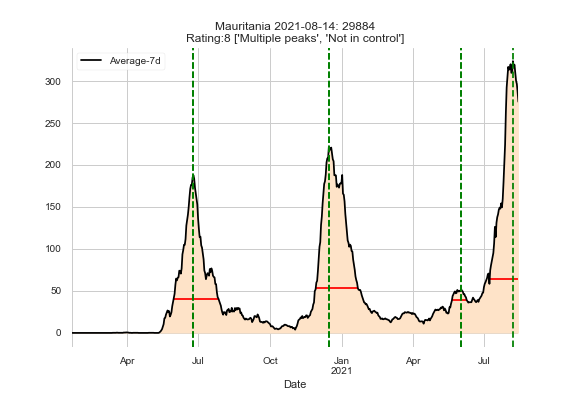 Mauritania 2021-08-14: 29884
Rating:8 ['Multiple peaks', 'Not in control']
Average-7d
300
250
200
150
100
50
0
Apr
Jul
Oct
Jan
2021
Apr
Jul
Date